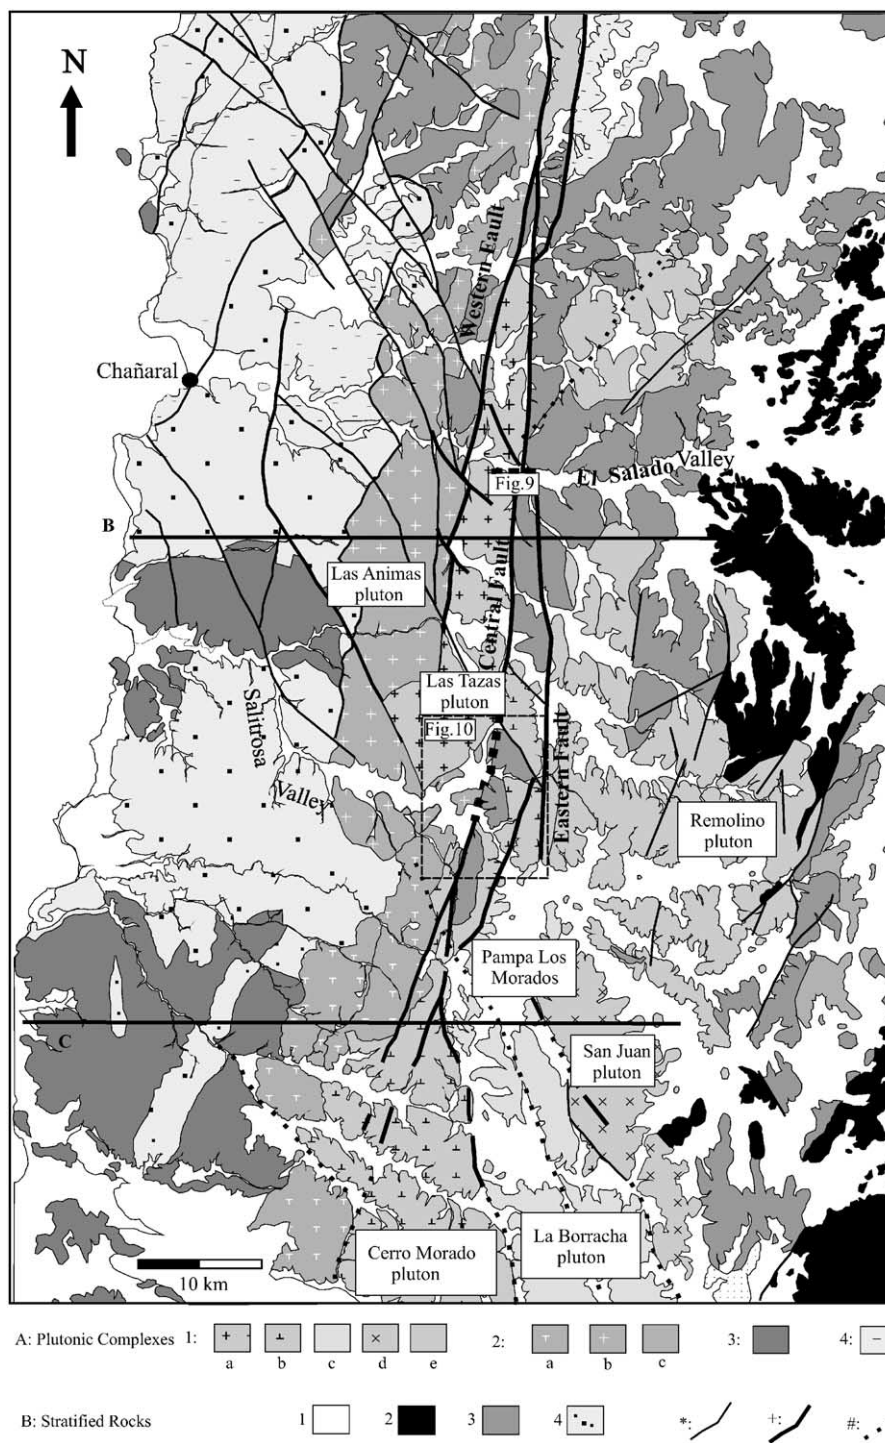 N
Western Fault
Chañaral
El Salado Valley
Fig.9
B
Central Fault
Las Animas
pluton
Las Tazas
pluton
Fig.10
Salitrosa
Valley
Eastern Fault
Remolino
pluton
Pampa Los
Morados
C
San Juan
pluton
La Borracha
pluton
Cerro Morado
pluton
10 km
A: Plutonic Complexes 1: 2: 3: 4:
a b c d e a b c
B: Stratified Rocks 1 2 3 4 *: +: #: